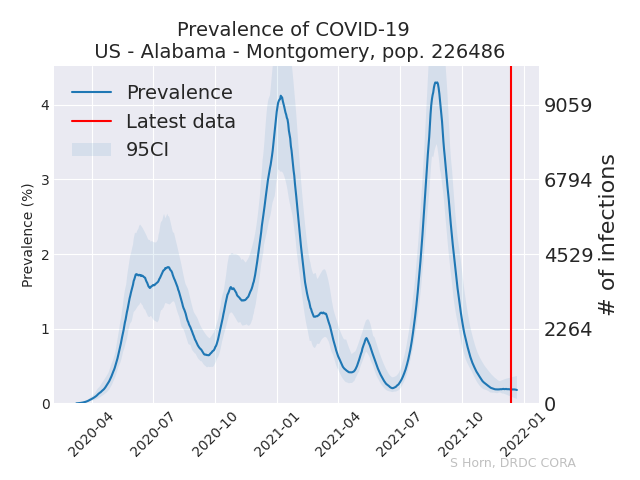 Prevalence of COVID-19
US - Alabama - Montgomery, pop. 226486
Prevalence
Latest data
95CI
Prevalence (%)
4
3
2
1
0
9059
6794
4529
2264
0
# of infections
2020-04
2020-07
2020-10
2021-01
2021-04
2021-07
2021-10
2022-01
S Horn, DRDC CORA